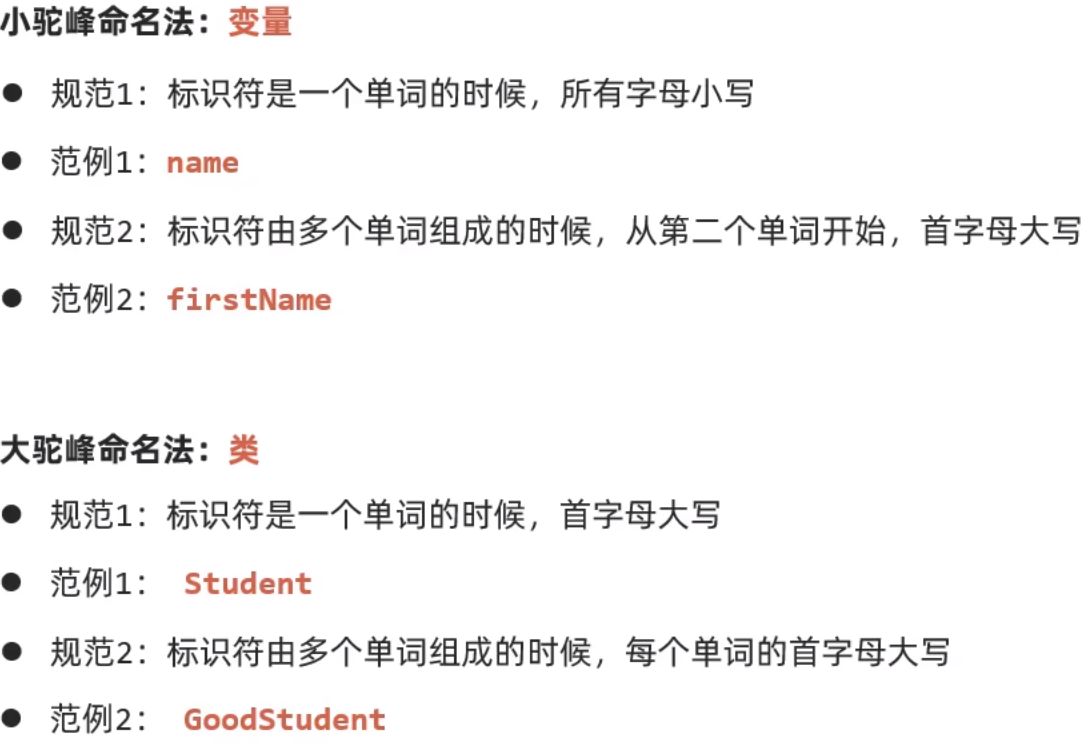 小驼峰命名法：变量
● 规范1：标识符是一个单词的时候，所有字母小写
● 范例1：name
● 规范2：标识符由多个单词组成的时候，从第二个单词开始，首字母大写
● 范例2：firstName
大驼峰命名法：类
● 规范1：标识符是一个单词的时候，首字母大写
● 范例1： Student
● 规范2：标识符由多个单词组成的时候，每个单词的首字母大写
● 范例2： GoodStudent